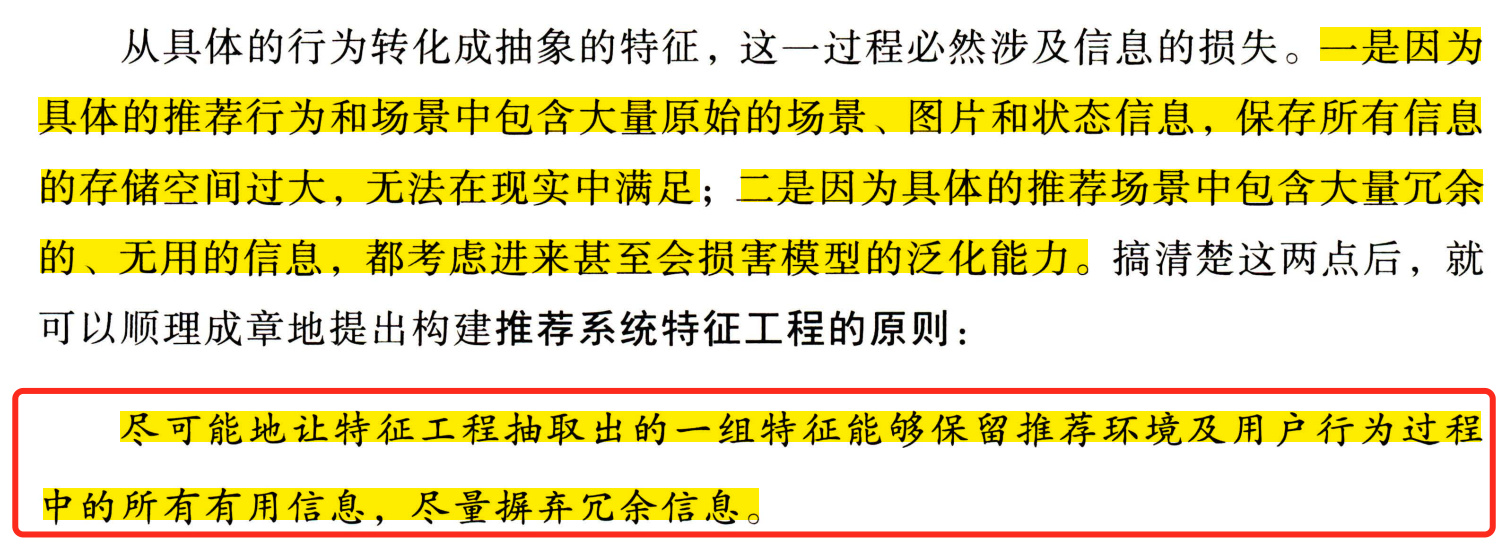 从具体的行为转化成抽象的特征，这一过程必然涉及信息的损失。一是因为
具体的推荐行为和场景中包含大量原始的场景、图片和状态信息，保存所有信息
的存储空间过大，无法在现实中满足；二是因为具体的推荐场景中包含大量冗余
的、无用的信息，都考虑进来甚至会损害模型的泛化能力。搞清楚这两点后，就
可以顺理成章地提出构建推荐系统特征工程的原则：
尽可能地让特征工程抽取出的一组特征能够保留推荐环境及用户行为过程
中的所有有用信息，尽量摒弃冗余信息。